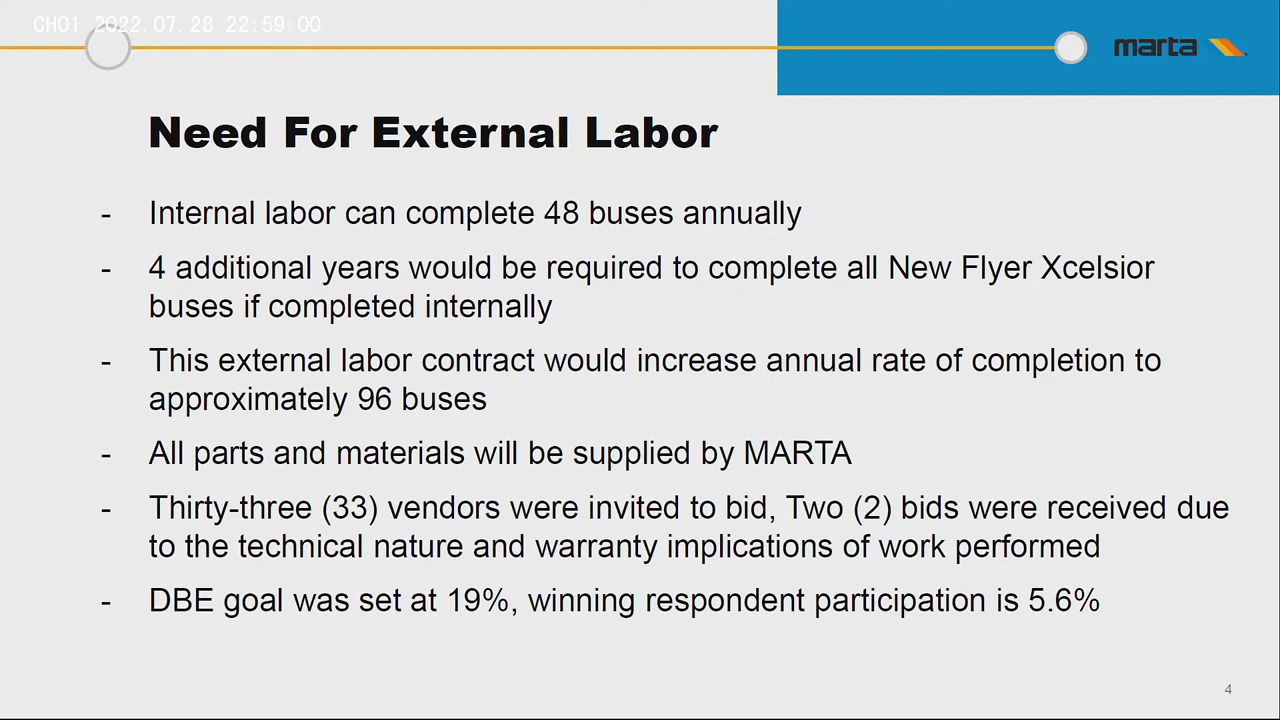 CH01 2022.07.28 22:59:00
marta
Need For External Labor
- Internal labor can complete 48 buses annually
- 4 additional years would be required to complete all New Flyer Xcelsior
buses if completed internally
- This external labor contract would increase annual rate of completion to
approximately 96 buses
- All parts and materials will be supplied by MARTA
- Thirty-three (33) vendors were invited to bid, Two (2) bids were received due
to the technical nature and warranty implications of work performed
- DBE goal was set at 19%, winning respondent participation is 5.6%
4